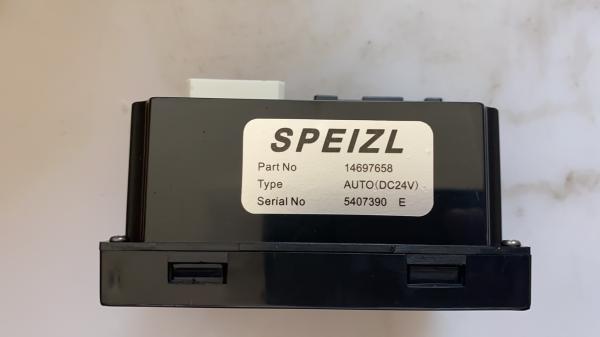 SPEIZL
Part No 14697658
Type AUTO(DC24V)
Serial No 5407390 E